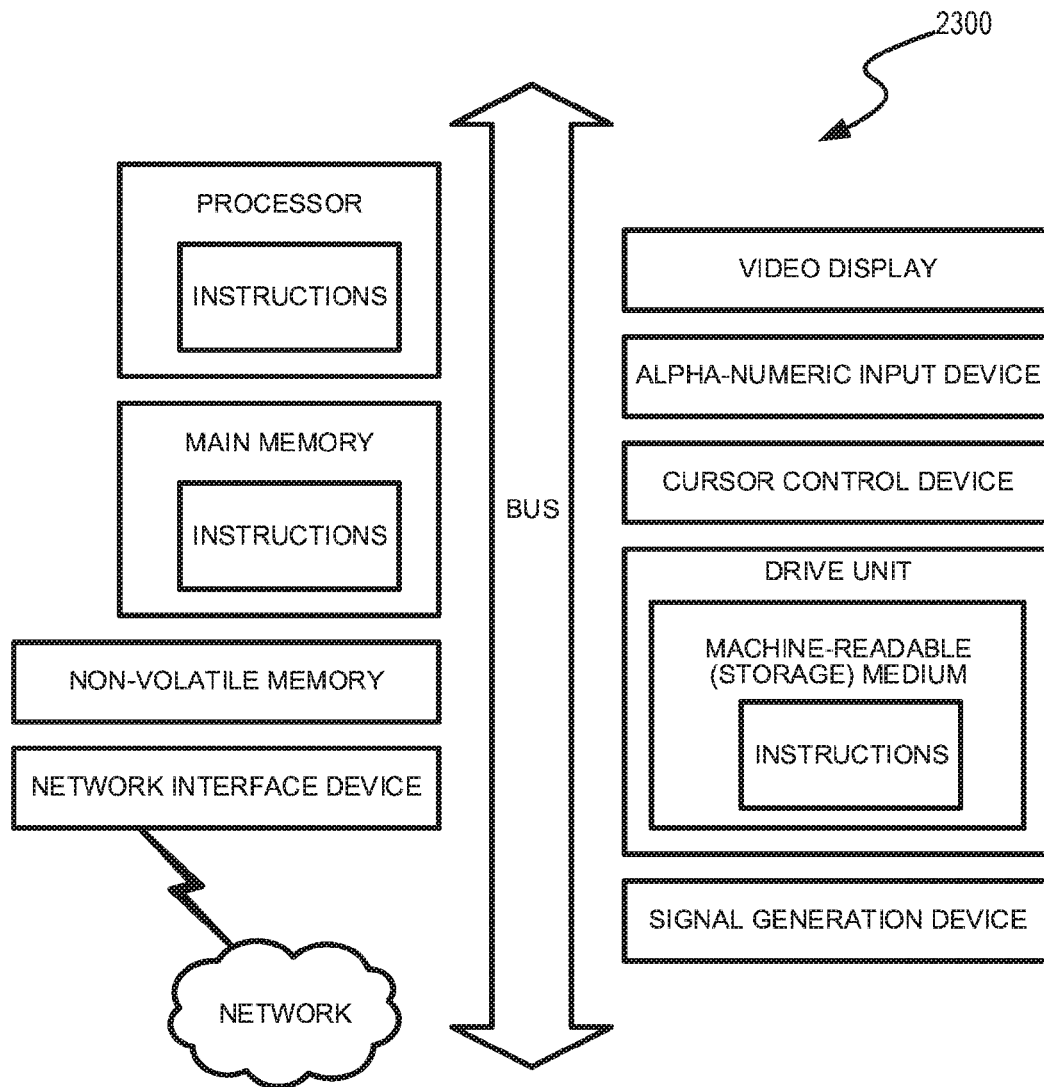 2300
PROCESSOR
INSTRUCTIONS
MAIN MEMORY
INSTRUCTIONS
NON-VOLATILE MEMORY
NETWORK INTERFACE DEVICE
NETWORK
BUS
VIDEO DISPLAY
ALPHA-NUMERIC INPUT DEVICE
CURSOR CONTROL DEVICE
DRIVE UNIT
MACHINE-READABLE
(STORAGE) MEDIUM
INSTRUCTIONS
SIGNAL GENERATION DEVICE